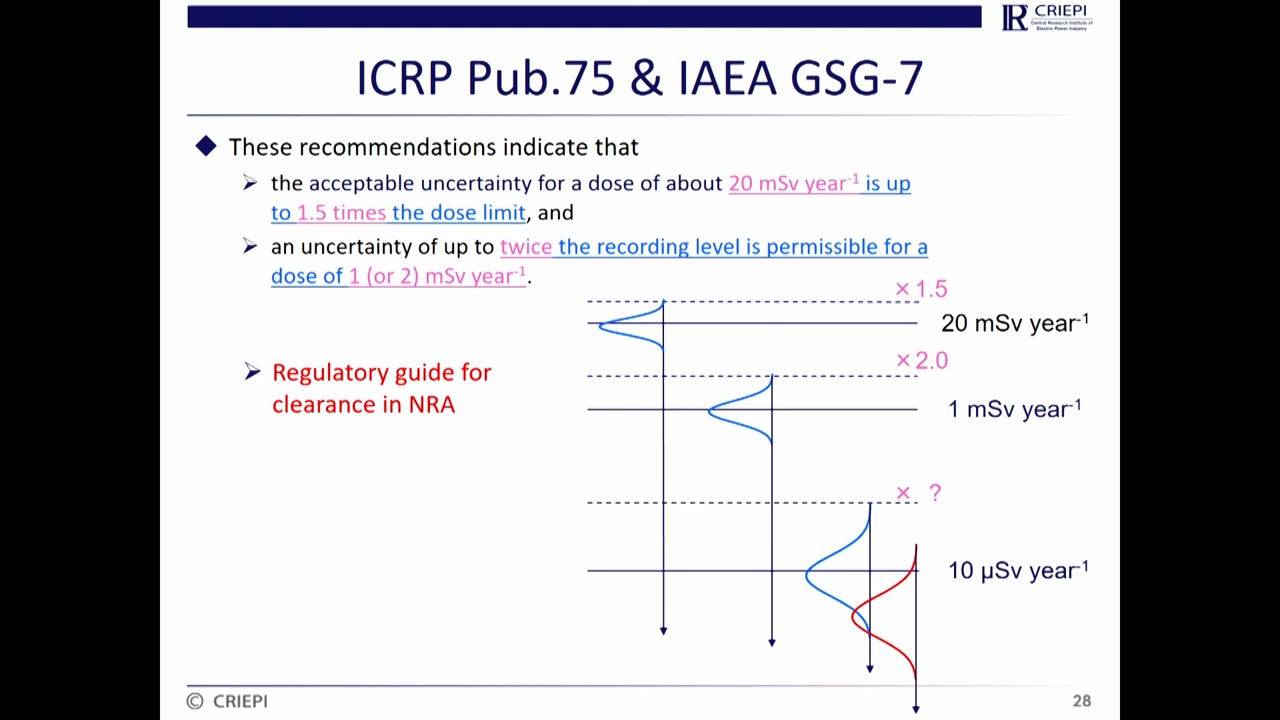 CRIEPI
Central Research Institute of
Electric Power Industry
ICRP Pub.75 & IAEA GSG-7
These recommendations indicate that
the acceptable uncertainty for a dose of about 20 mSv year-1 is up
to 1.5 times the dose limit, and
an uncertainty of up to twice the recording level is permissible for a
dose of 1 (or 2) mSv year-1.
×1.5
20 mSv year-1
×2.0
Regulatory guide for
clearance in NRA
1 mSv year-1
× ?
10 µSv year-1
© CRIEPI
28